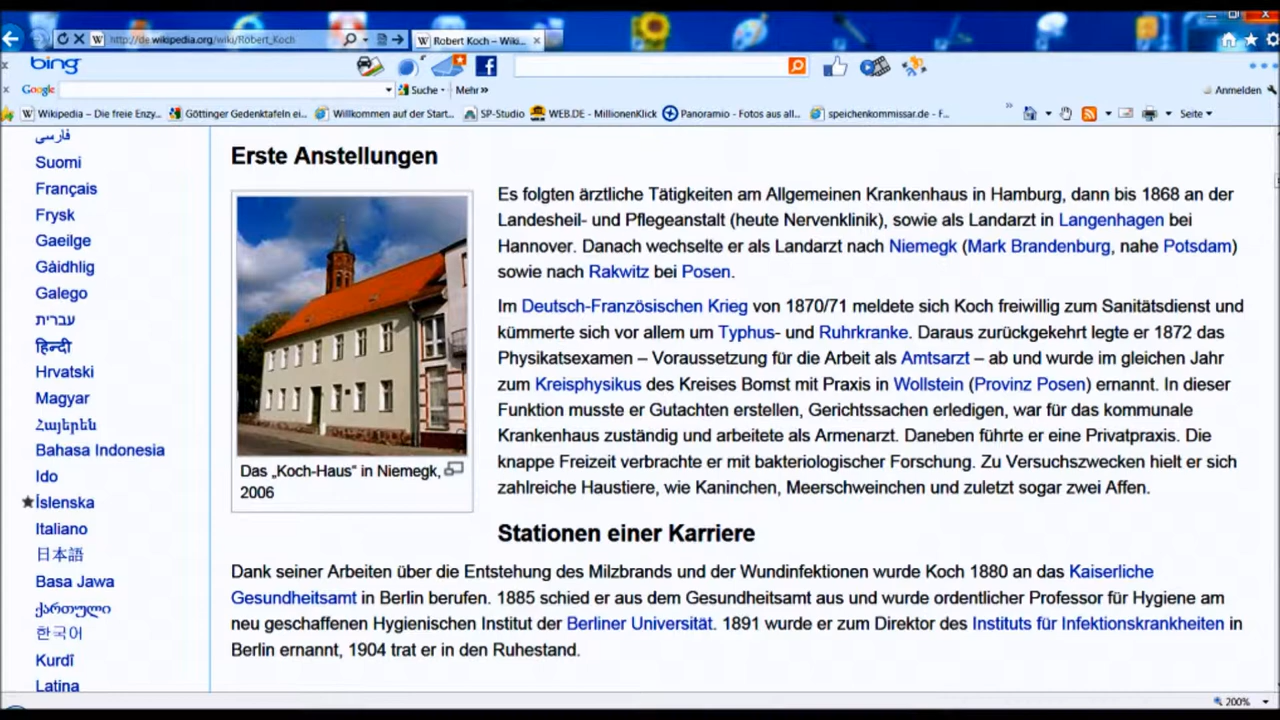 http://de.wikipedia.org/wiki/Robert_Koch
Robert Koch – Wiki...
bing
Google
Suche
Mehr »
Anmelden
Wikipedia – Die freie Enzy...
Göttinger Gedenktafeln ei...
Willkommen auf der Start...
SP-Studio
WEB.DE - MillionenKlick
Panoramio - Fotos aus all...
speichenkommissar.de - F...
Seite
فارسی
Suomi
Français
Frysk
Gaeilge
Gàidhlig
Galego
עברית
हिन्दी
Hrvatski
Magyar
Հայերեն
Bahasa Indonesia
Ido
Íslenska
Italiano
日本語
Basa Jawa
ქართული
한국어
Kurdî
Latina
Erste Anstellungen
Das „Koch-Haus“ in Niemegk,
2006
Es folgten ärztliche Tätigkeiten am Allgemeinen Krankenhaus in Hamburg, dann bis 1868 an der
Landesheil- und Pflegeanstalt (heute Nervenklinik), sowie als Landarzt in Langenhagen bei
Hannover. Danach wechselte er als Landarzt nach Niemegk (Mark Brandenburg, nahe Potsdam)
sowie nach Rakwitz bei Posen.
Im Deutsch-Französischen Krieg von 1870/71 meldete sich Koch freiwillig zum Sanitätsdienst und
kümmerte sich vor allem um Typhus- und Ruhrkranke. Daraus zurückgekehrt legte er 1872 das
Physikatsexamen – Voraussetzung für die Arbeit als Amtsarzt – ab und wurde im gleichen Jahr
zum Kreisphysikus des Kreises Bomst mit Praxis in Wollstein (Provinz Posen) ernannt. In dieser
Funktion musste er Gutachten erstellen, Gerichtssachen erledigen, war für das kommunale
Krankenhaus zuständig und arbeitete als Armenarzt. Daneben führte er eine Privatpraxis. Die
knappe Freizeit verbrachte er mit bakteriologischer Forschung. Zu Versuchszwecken hielt er sich
zahlreiche Haustiere, wie Kaninchen, Meerschweinchen und zuletzt sogar zwei Affen.
Stationen einer Karriere
Dank seiner Arbeiten über die Entstehung des Milzbrands und der Wundinfektionen wurde Koch 1880 an das Kaiserliche
Gesundheitsamt in Berlin berufen. 1885 schied er aus dem Gesundheitsamt aus und wurde ordentlicher Professor für Hygiene am
neu geschaffenen Hygienischen Institut der Berliner Universität. 1891 wurde er zum Direktor des Instituts für Infektionskrankheiten in
Berlin ernannt, 1904 trat er in den Ruhestand.
200%